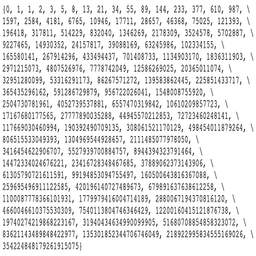 {0, 1, 1, 2, 3, 5, 8, 13, 21, 34, 55, 89, 144, 233, 377, 610, 987, \
1597, 2584, 4181, 6765, 10946, 17711, 28657, 46368, 75025, 121393, \
196418, 317811, 514229, 832040, 1346269, 2178309, 3524578, 5702887, \
9227465, 14930352, 24157817, 39088169, 63245986, 102334155, \
165580141, 267914296, 433494437, 701408733, 1134903170, 1836311903, \
2971215073, 4807526976, 7778742049, 12586269025, 20365011074, \
32951280099, 53316291173, 86267571272, 139583862445, 225851433717, \
365435296162, 591286729879, 956722026041, 1548008755920, \
2504730781961, 4052739537881, 6557470319842, 10610209857723, \
17167680177565, 27777890035288, 44945570212853, 72723460248141, \
117669030460994, 190392490709135, 308061521170129, 498454011879264, \
806515533049393, 1304969544928657, 2111485077978050, \
3416454622906707, 5527939700884757, 8944394323791464, \
14472334024676221, 23416728348467685, 37889062373143906, \
61305790721611591, 99194853094755497, 160500643816367088, \
259695496911122585, 420196140727489673, 679891637638612258, \
1100087778366101931, 1779979416004714189, 2880067194370816120, \
4660046610375530309, 7540113804746346429, 12200160415121876738, \
19740274219868223167, 31940434634990099905, 51680708854858323072, \
83621143489848422977, 135301852344706746049, 218922995834555169026, \
354224848179261915075}